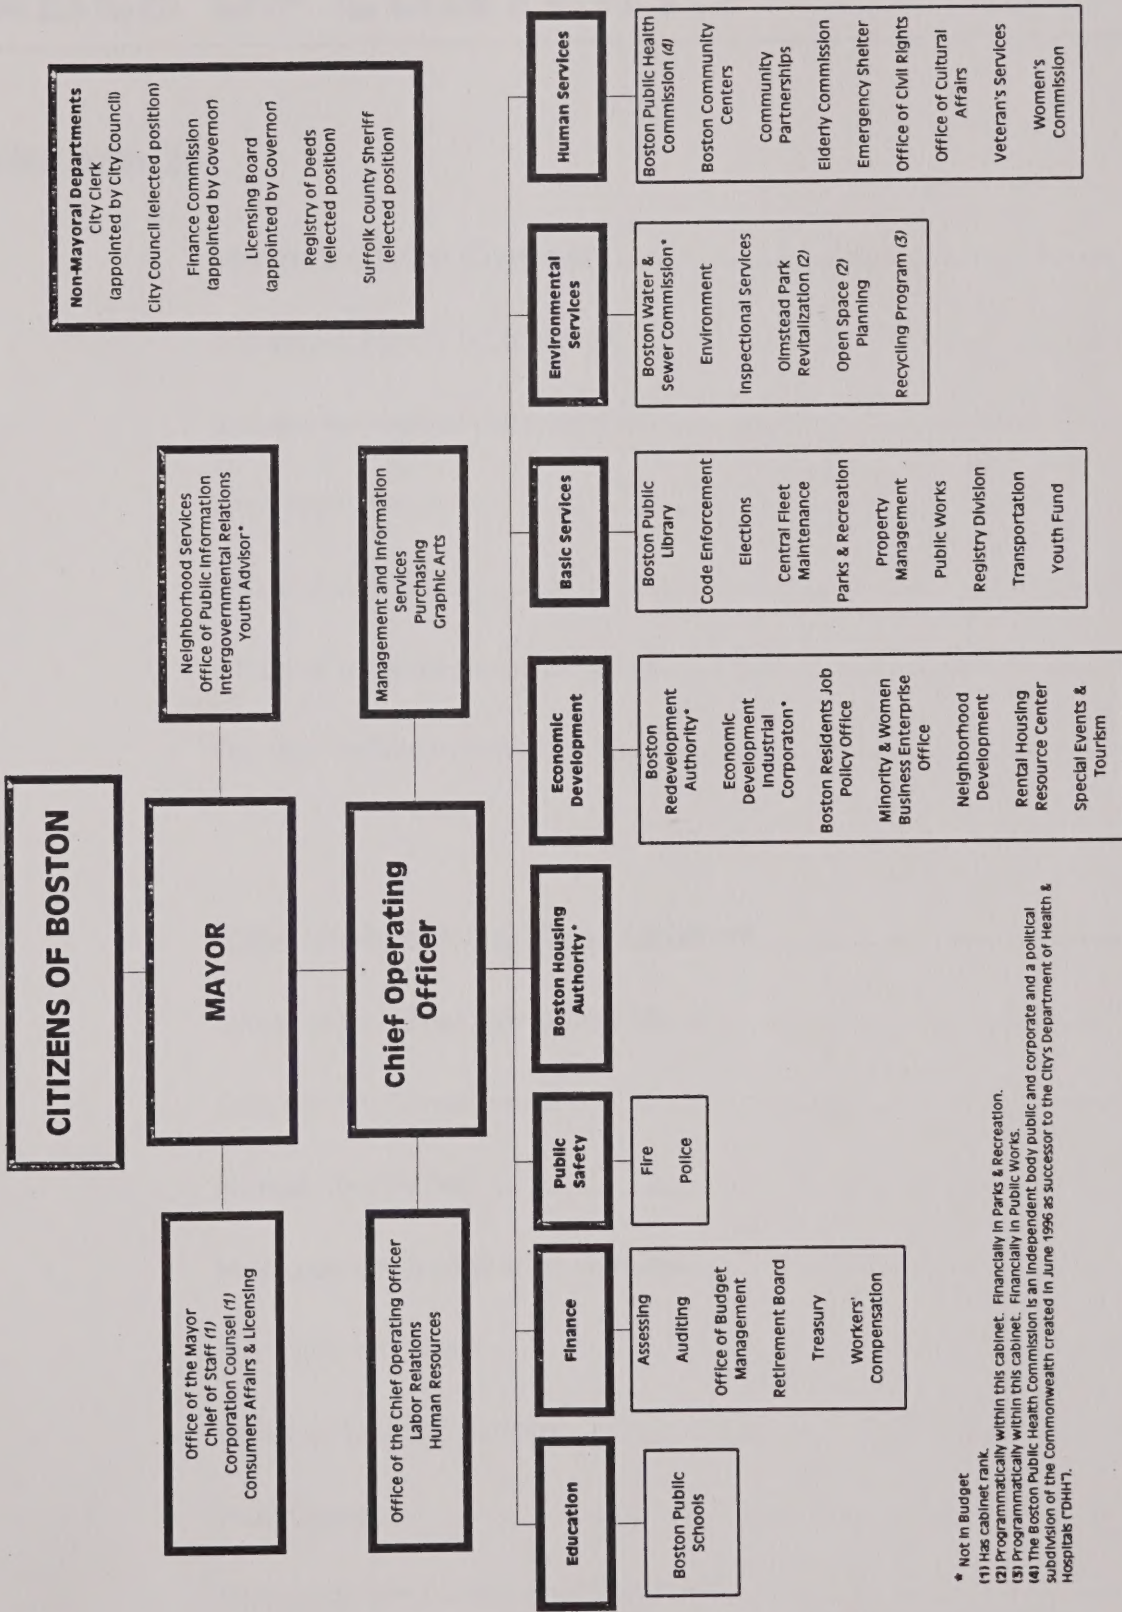 CITIZENS OF BOSTON
Non-Mayoral Departments
City Clerk
(appointed by City Council)
City Council (elected position)
Finance Commission
(appointed by Governor)
Licensing Board
(appointed by Governor)
Registry of Deeds
(elected position)
Suffolk County Sheriff
(elected position)
Office of the Mayor
Chief of Staff (1)
Corporation Counsel (1)
Consumers Affairs & Licensing
MAYOR
Neighborhood Services
Office of Public Information
Intergovernmental Relations
Youth Advisor*
Office of the Chief Operating Officer
Labor Relations
Human Resources
Chief Operating
Officer
Management and Information
Services
Purchasing
Graphic Arts
Education
Boston Public
Schools
Finance
Assessing
Auditing
Office of Budget
Management
Retirement Board
Treasury
Workers'
Compensation
Public
Safety
Fire
Police
Boston Housing
Authority*
Economic
Development
Boston
Redevelopment
Authority*
Economic
Development
Industrial
Corporaton*
Boston Residents Job
Policy Office
Minority & Women
Business Enterprise
Office
Neighborhood
Development
Rental Housing
Resource Center
Special Events &
Tourism
Basic Services
Boston Public
Library
Code Enforcement
Elections
Central Fleet
Maintenance
Parks & Recreation
Property
Management
Public Works
Registry Division
Transportation
Youth Fund
Environmental
Services
Boston Water &
Sewer Commission*
Environment
Inspectional Services
Olmstead Park
Revitalization (2)
Open Space (2)
Planning
Recycling Program (3)
Human Services
Boston Public Health
Commission (4)
Boston Community
Centers
Community
Partnerships
Elderly Commission
Emergency Shelter
Office of Civil Rights
Office of Cultural
Affairs
Veteran's Services
Women's
Commission
* Not In Budget
(1) Has cabinet rank.
(2) Programmatically within this cabinet. Financially in Parks & Recreation.
(3) Programmatically within this cabinet. Financially in Public Works.
(4) The Boston Public Health Commission is an independent body public and corporate and a political
subdivision of the Commonwealth created in June 1996 as successor to the City's Department of Health &
Hospitals ("DHH").